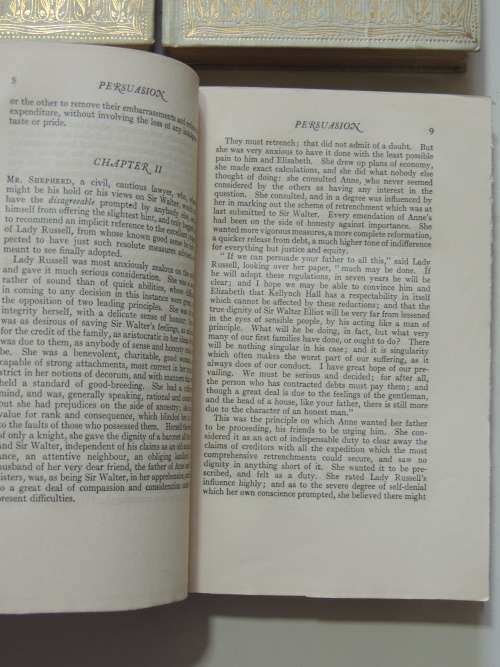 8
PERSUASION
or the other to remove their embarrassments and
expenditure, without involving the loss of any
taste or pride.
CHAPTER II
MR. SHEPHERD, a civil, cautious lawyer, who,
might be his hold or his views on Sir Walter,
have the disagreeable prompted by anybody else,
himself from offering the slightest hint, and only
to recommend an implicit reference to the
of Lady Russell, from whose known good sense
pected to have just such resolute measures
meant to see finally adopted.
Lady Russell was most anxiously zealous on the
and gave it much serious consideration. She was a
rather of sound than of quick abilities, whose
in coming to any decision in this instance were
the opposition of two leading principles. She was
integrity herself, with a delicate sense of honour;
was as desirous of saving Sir Walter's feelings, as
for the credit of the family, as aristocratic in her ideas
was due to them, as anybody of sense and honesty
be. She was a benevolent, charitable, good
capable of strong attachments, most correct in her
strict in her notions of decorum, and with manners
held a standard of good-breeding. She had a
mind, and was, generally speaking, rational and
but she had prejudices on the side of ancestry;
value for rank and consequence, which blinded her
to the faults of those who possessed them. Herself
of only a knight, she gave the dignity of a baronet all
and Sir Walter, independent of his claims as an old
ance, an attentive neighbour, an obliging
husband of her very dear friend, the father of Anne and
sisters, was, as being Sir Walter, in her apprehension,
to a great deal of compassion and consideration
present difficulties.
PERSUASION
9
They must retrench; that did not admit of a doubt. But
she was very anxious to have it done with the least possible
pain to him and Elizabeth. She drew up plans of economy,
she made exact calculations, and she did what nobody else
thought of doing: she consulted Anne, who never seemed
considered by the others as having any interest in the
question. She consulted, and in a degree was influenced by
her in marking out the scheme of retrenchment which was at
last submitted to Sir Walter. Every emendation of Anne's
had been on the side of honesty against importance. She
wanted more vigorous measures, a more complete reformation,
a quicker release from debt, a much higher tone of indifference
for everything but justice and equity.
" If we can persuade your father to all this," said Lady
Russell, looking over her paper, " much may be done. If
he will adopt these regulations, in seven years he will be
clear; and I hope we may be able to convince him and
Elizabeth that Kellynch Hall has a respectability in itself
which cannot be affected by these reductions; and that the
true dignity of Sir Walter Elliot will be very far from lessened
in the eyes of sensible people, by his acting like a man of
principle. What will he be doing, in fact, but what very
many of our first families have done, or ought to do? There
will be nothing singular in his case; and it is singularity
which often makes the worst part of our suffering, as it
always does of our conduct. I have great hope of our pre-
vailing. We must be serious and decided; for after all,
the person who has contracted debts must pay them; and
though a great deal is due to the feelings of the gentleman,
and the head of a house, like your father, there is still more
due to the character of an honest man."
This was the principle on which Anne wanted her father
to be proceeding, his friends to be urging him. She con-
sidered it as an act of indispensable duty to clear away the
claims of creditors with all the expedition which the most
comprehensive retrenchments could secure, and saw no
dignity in anything short of it. She wanted it to be pre-
scribed, and felt as a duty. She rated Lady Russell's
influence highly; and as to the severe degree of self-denial
which her own conscience prompted, she believed there might